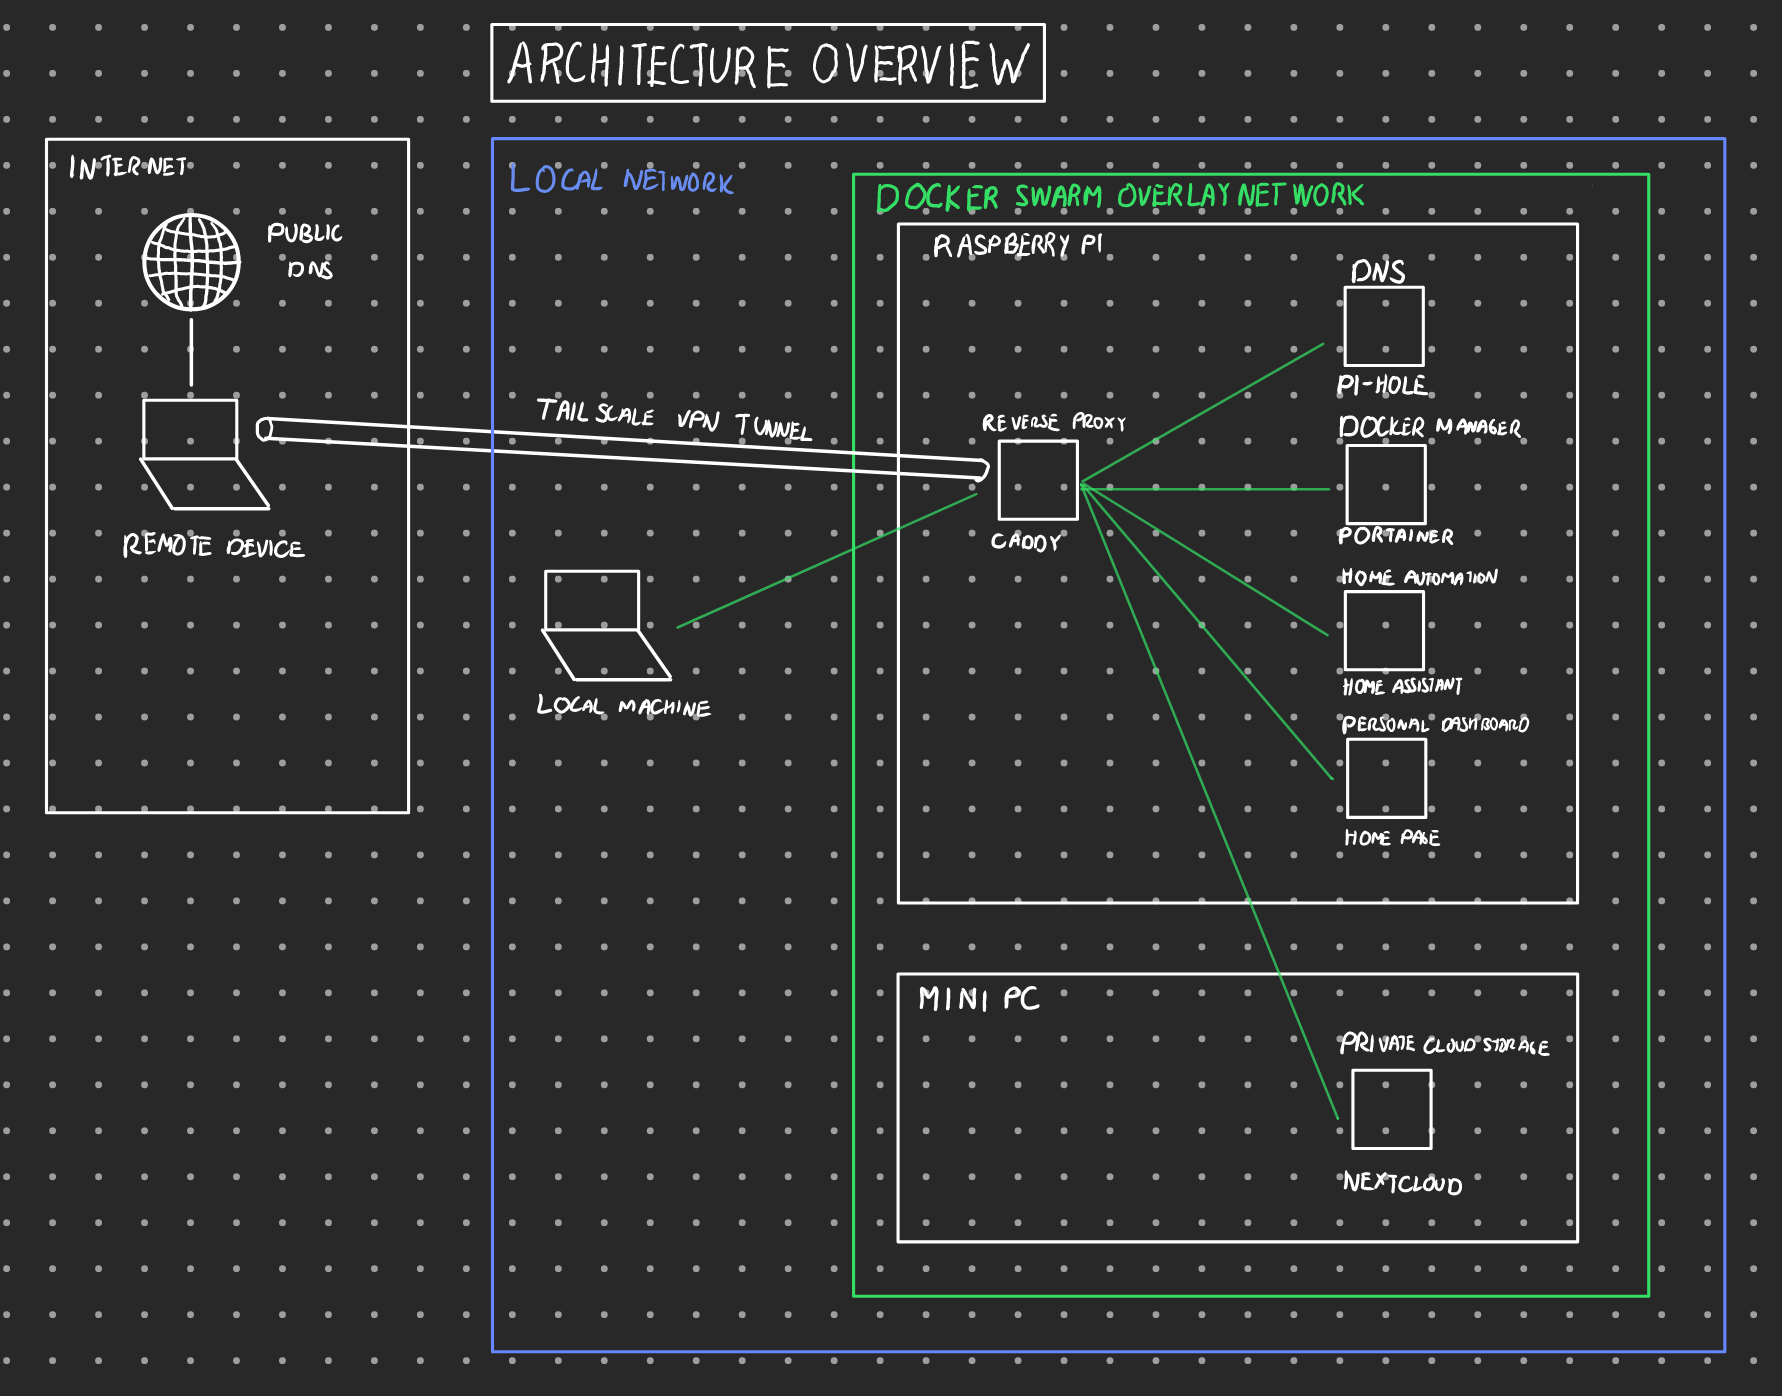 ARCHITECTURE OVERVIEW
INTERNET
PUBLIC
DNS
REMOTE DEVICE
LOCAL NETWORK
TAILSCALE VPN TUNNEL
LOCAL MACHINE
DOCKER SWARM OVERLAY NETWORK
RASPBERRY PI
REVERSE PROXY
CADDY
DNS
PI-HOLE
DOCKER MANAGER
PORTAINER
HOME AUTOMATION
HOME ASSISTANT
PERSONAL DASHBOARD
HOME PAGE
MINI PC
PRIVATE CLOUD STORAGE
NEXTCLOUD